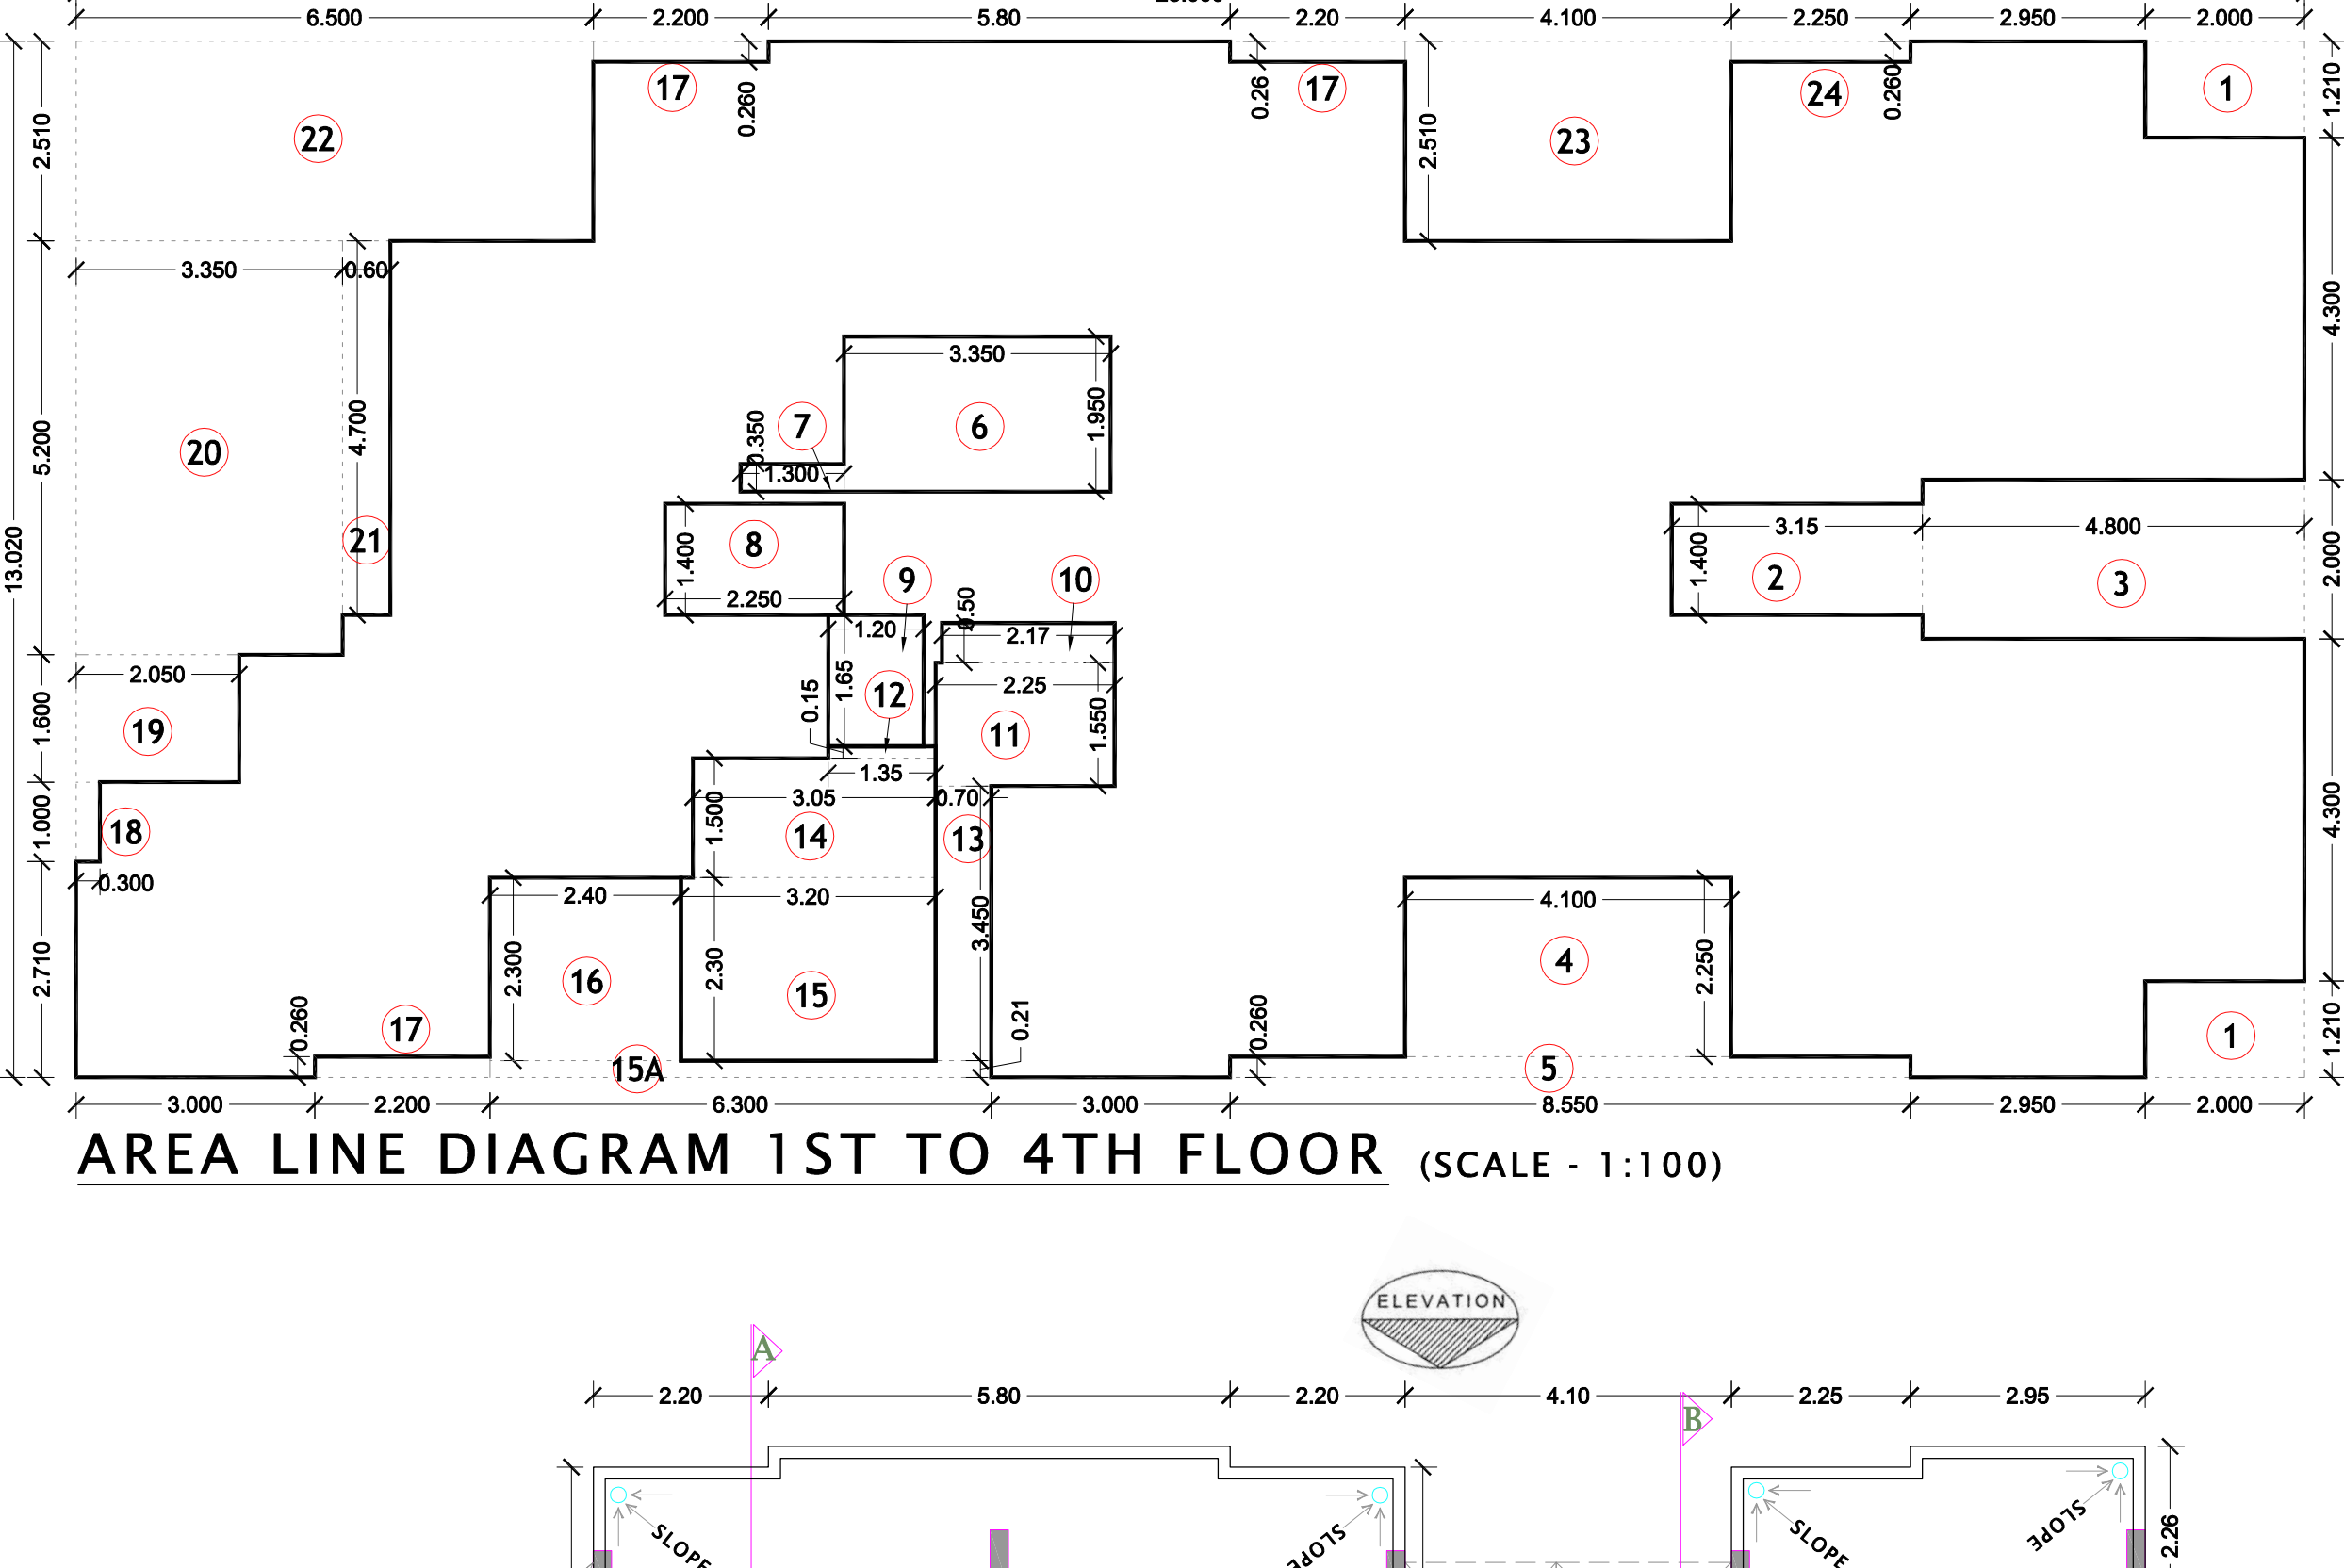 6.500 2.200 5.80 2.20 4.100 2.250 2.950 2.000
17 0.260 0.26 17 24 0.260 1 1.210
22 2.510 2.510 23
3.350 0.60
3.350
20 5.200 4.700 0.350 7 6 1.950 4.300
1.300
13.020 21 1.400 8 9 10 3.15 4.800
1.400 2 3 2.000
2.250 0.50
1.20 2.17
2.050 1.65 2.25
1.600 19 0.15 12 11 1.550
1.35
1.000 18 1.500 3.05 0.70 4.300
14 13
0.300 2.40 3.20 4.100
2.710 2.300 16 2.30 15 3.450 4 2.250
0.260 17 0.21 0.260 1 1.210
15A 5
3.000 2.200 6.300 3.000 8.550 2.950 2.000
AREA LINE DIAGRAM 1ST TO 4TH FLOOR (SCALE - 1:100)
ELEVATION
A
B
2.20 5.80 2.20 4.10 2.25 2.95
SLOPE SLOPE SLOPE SLOPE 2.26